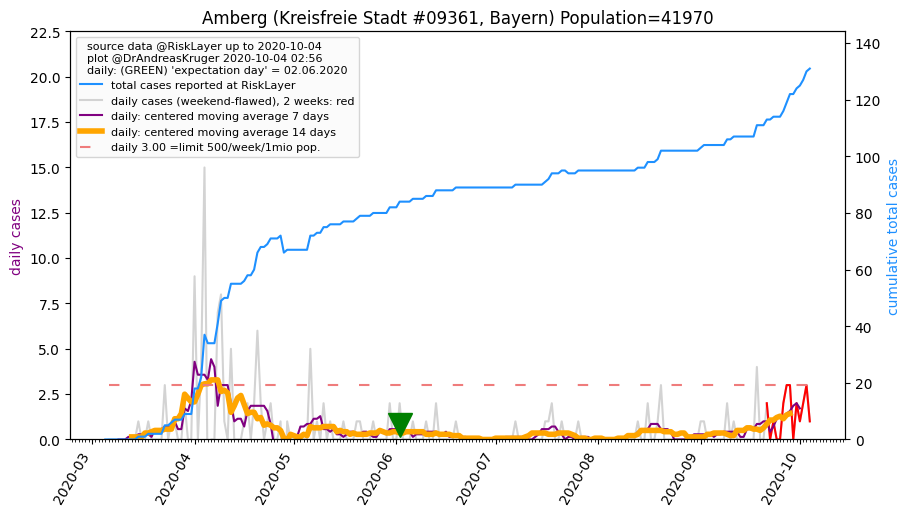 Amberg (Kreisfreie Stadt #09361, Bayern) Population=41970
source data @RiskLayer up to 2020-10-04
plot @DrAndreasKruger 2020-10-04 02:56
daily: (GREEN) 'expectation day' = 02.06.2020
total cases reported at RiskLayer
daily cases (weekend-flawed), 2 weeks: red
daily: centered moving average 7 days
daily: centered moving average 14 days
daily 3.00 =limit 500/week/1mio pop.
daily cases
22.5
20.0
17.5
15.0
12.5
10.0
7.5
5.0
2.5
0.0
140
120
100
80
60
40
20
0
cumulative total cases
2020-03
2020-04
2020-05
2020-06
2020-07
2020-08
2020-09
2020-10